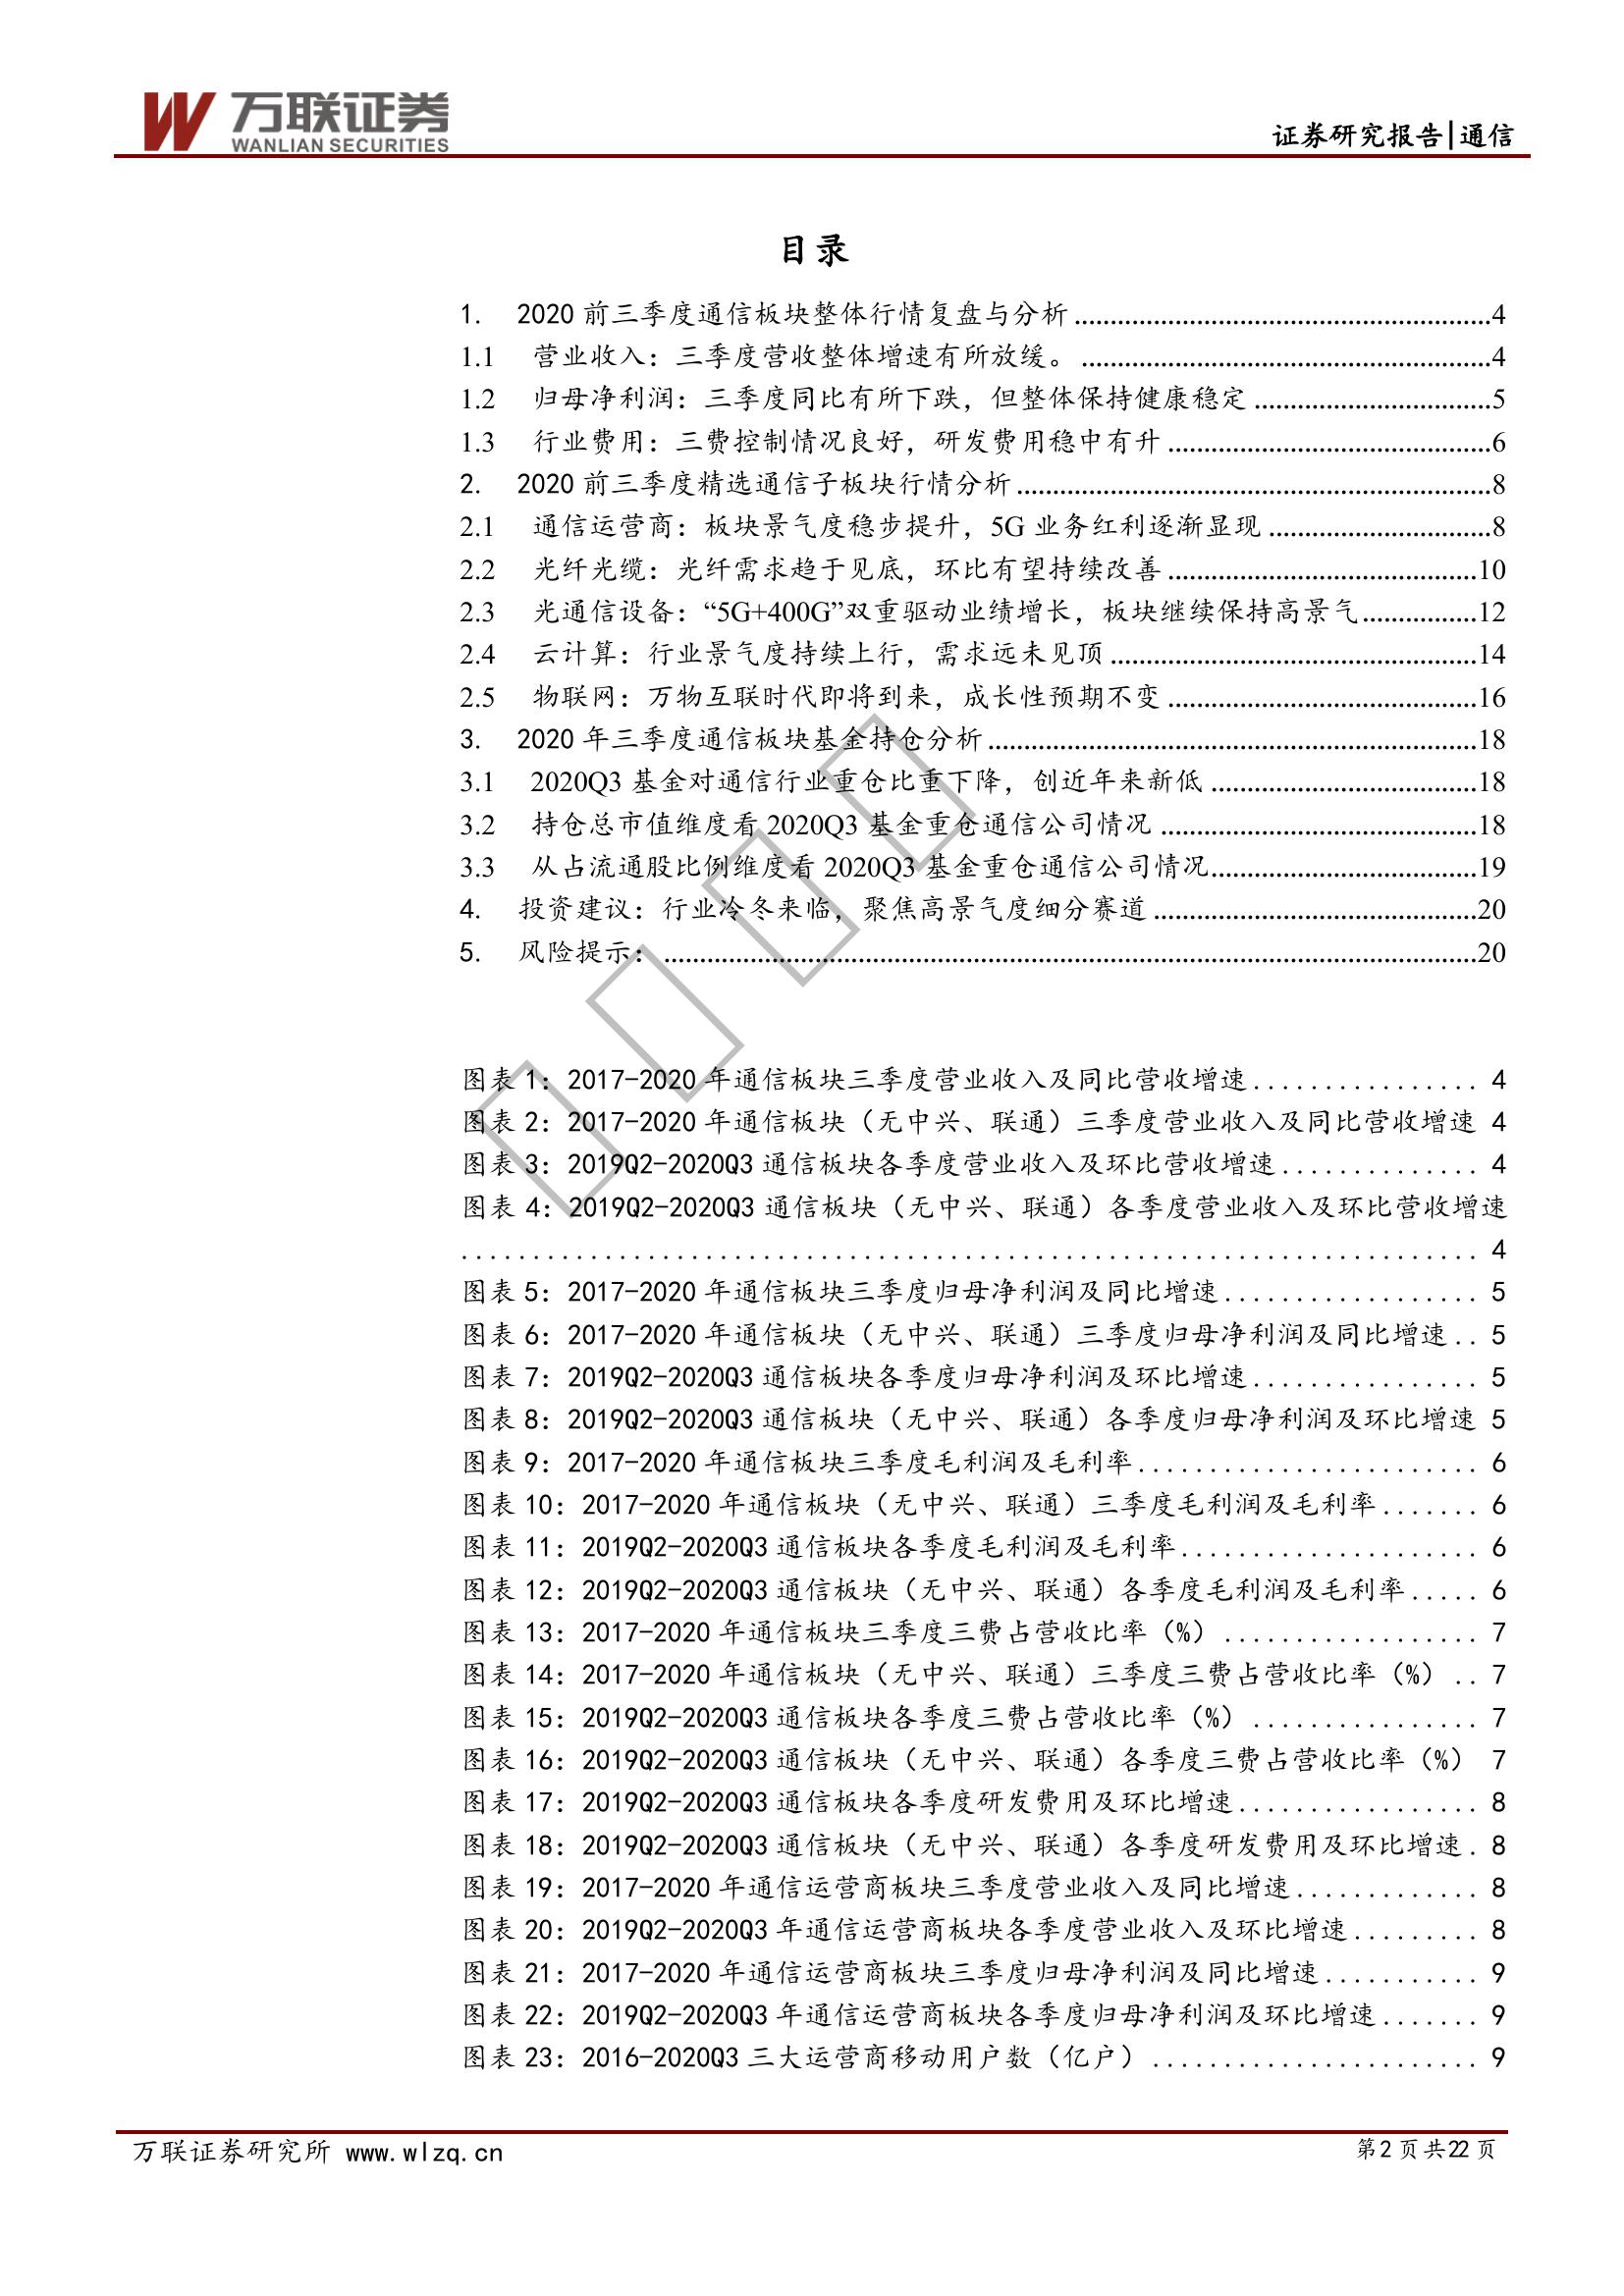 万联证券
WANLIAN SECURITIES
证券研究报告|通信
目录
1. 2020 前三季度通信板块整体行情复盘与分析 ..........................................................4
1.1 营业收入：三季度营收整体增速有所放缓。 .........................................................4
1.2 归母净利润：三季度同比有所下跌，但整体保持健康稳定 .................................5
1.3 行业费用：三费控制情况良好，研发费用稳中有升 .............................................6
2. 2020 前三季度精选通信子板块行情分析 ..................................................................8
2.1 通信运营商：板块景气度稳步提升，5G 业务红利逐渐显现 ...............................8
2.2 光纤光缆：光纤需求趋于见底，环比有望持续改善 ...........................................10
2.3 光通信设备：“5G+400G”双重驱动业绩增长，板块继续保持高景气................12
2.4 云计算：行业景气度持续上行，需求远未见顶 ...................................................14
2.5 物联网：万物互联时代即将到来，成长性预期不变 ...........................................16
3. 2020 年三季度通信板块基金持仓分析 ....................................................................18
3.1 2020Q3 基金对通信行业重仓比重下降，创近年来新低 .....................................18
3.2 持仓总市值维度看 2020Q3 基金重仓通信公司情况 ............................................18
3.3 从占流通股比例维度看 2020Q3 基金重仓通信公司情况.....................................19
4. 投资建议：行业冷冬来临，聚焦高景气度细分赛道 .............................................20
5. 风险提示： .................................................................................................................20
图表 1：2017-2020 年通信板块三季度营业收入及同比营收增速................ 4
图表 2：2017-2020 年通信板块（无中兴、联通）三季度营业收入及同比营收增速 4
图表 3：2019Q2-2020Q3 通信板块各季度营业收入及环比营收增速.............. 4
图表 4：2019Q2-2020Q3 通信板块（无中兴、联通）各季度营业收入及环比营收增速
........................................................................ 4
图表 5：2017-2020 年通信板块三季度归母净利润及同比增速.................. 5
图表 6：2017-2020 年通信板块（无中兴、联通）三季度归母净利润及同比增速.. 5
图表 7：2019Q2-2020Q3 通信板块各季度归母净利润及环比增速................ 5
图表 8：2019Q2-2020Q3 通信板块（无中兴、联通）各季度归母净利润及环比增速 5
图表 9：2017-2020 年通信板块三季度毛利润及毛利率........................ 6
图表 10：2017-2020 年通信板块（无中兴、联通）三季度毛利润及毛利率....... 6
图表 11：2019Q2-2020Q3 通信板块各季度毛利润及毛利率..................... 6
图表 12：2019Q2-2020Q3 通信板块（无中兴、联通）各季度毛利润及毛利率..... 6
图表 13：2017-2020 年通信板块三季度三费占营收比率（%）.................. 7
图表 14：2017-2020 年通信板块（无中兴、联通）三季度三费占营收比率（%）.. 7
图表 15：2019Q2-2020Q3 通信板块各季度三费占营收比率（%）................ 7
图表 16：2019Q2-2020Q3 通信板块（无中兴、联通）各季度三费占营收比率（%） 7
图表 17：2019Q2-2020Q3 通信板块各季度研发费用及环比增速................. 8
图表 18：2019Q2-2020Q3 通信板块（无中兴、联通）各季度研发费用及环比增速. 8
图表 19：2017-2020 年通信运营商板块三季度营业收入及同比增速............. 8
图表 20：2019Q2-2020Q3 年通信运营商板块各季度营业收入及环比增速......... 8
图表 21：2017-2020 年通信运营商板块三季度归母净利润及同比增速........... 9
图表 22：2019Q2-2020Q3 年通信运营商板块各季度归母净利润及环比增速....... 9
图表 23：2016-2020Q3 三大运营商移动用户数（亿户）....................... 9
万联证券研究所 www.wlzq.cn
第 2 页 共 22 页